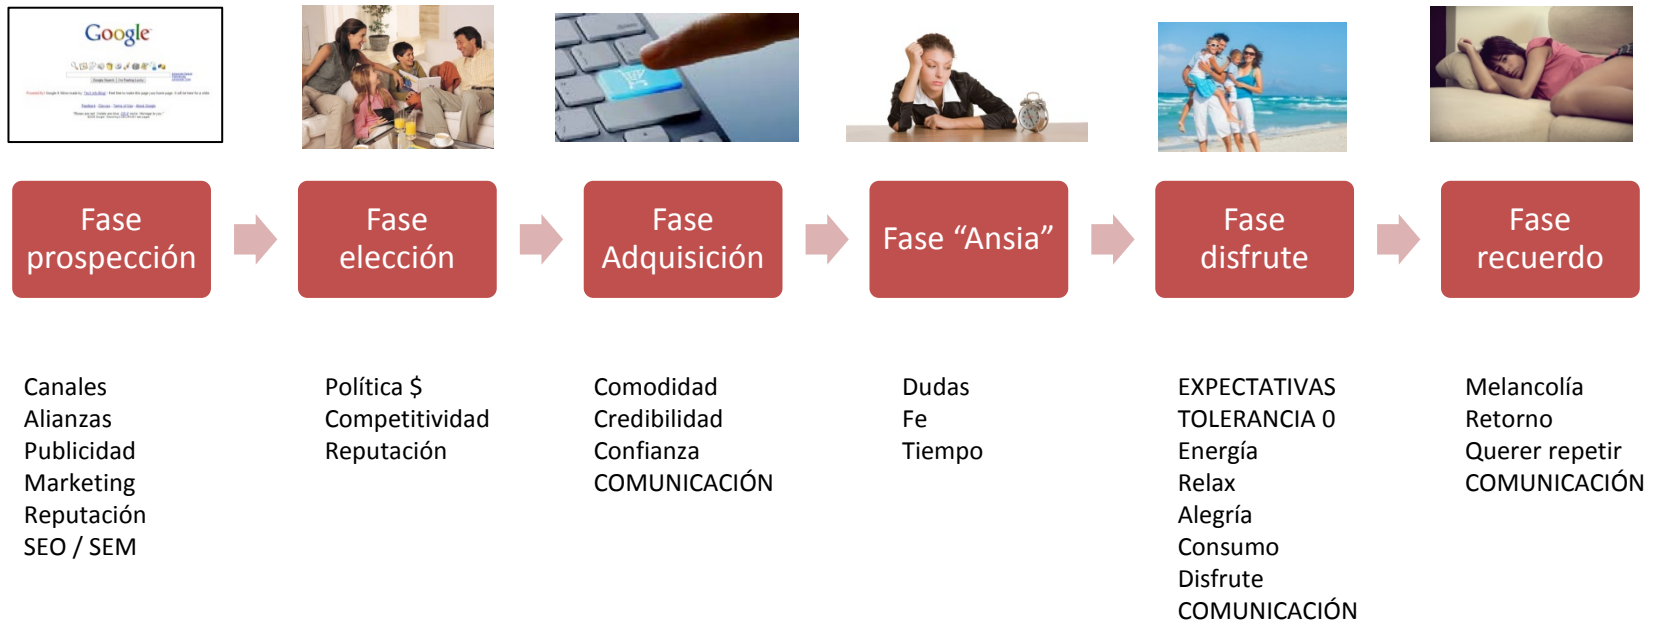 Google
Fase
prospección
Fase
elección
Fase
Adquisición
Fase “Ansia”
Fase
disfrute
Fase
recuerdo
Canales
Alianzas
Publicidad
Marketing
Reputación
SEO / SEM
Política $
Competitividad
Reputación
Comodidad
Credibilidad
Confianza
COMUNICACIÓN
Dudas
Fe
Tiempo
EXPECTATIVAS
TOLERANCIA 0
Energía
Relax
Alegría
Consumo
Disfrute
COMUNICACIÓN
Melancolía
Retorno
Querer repetir
COMUNICACIÓN